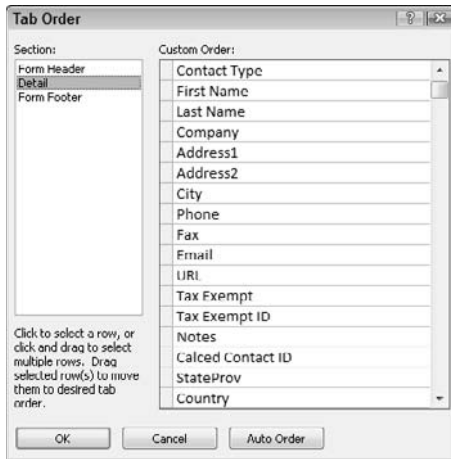 Tab Order
Section:
Form Header
Detail
Form Footer
Click to select a row, or
click and drag to select
multiple rows. Drag
selected row(s) to move
them to desired tab
order.
Custom Order:
Contact Type
First Name
Last Name
Company
Address1
Address2
City
Phone
Fax
Email
URL
Tax Exempt
Tax Exempt ID
Notes
Calced Contact ID
StateProv
Country
OK
Cancel
Auto Order